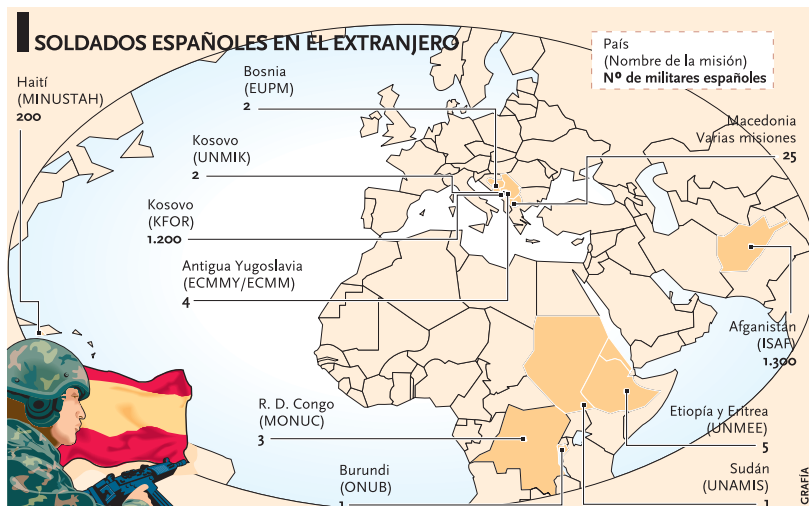 SOLDADOS ESPAÑOLES EN EL EXTRANJERO
País
(Nombre de la misión)
Nº de militares españoles
Haití
(MINUSTAH)
200
Bosnia
(EUPM)
2
Macedonia
Varias misiones
25
Kosovo
(UNMIK)
2
Kosovo
(KFOR)
1.200
Antigua Yugoslavia
(ECMMY/ECMM)
4
Afganistán
(ISAF)
1.300
R. D. Congo
(MONUC)
3
Etiopía y Eritrea
(UNMEE)
5
Burundi
(ONUB)
Sudán
(UNAMIS)
GRAFÍA